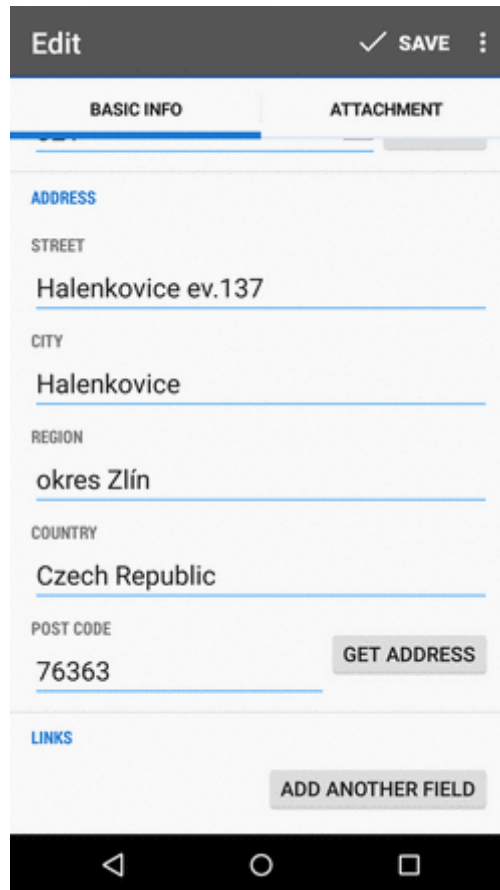 Edit
SAVE
BASIC INFO
ATTACHMENT
ADDRESS
STREET
Halenkovice ev.137
CITY
Halenkovice
REGION
okres Zlín
COUNTRY
Czech Republic
POST CODE
76363
GET ADDRESS
LINKS
ADD ANOTHER FIELD